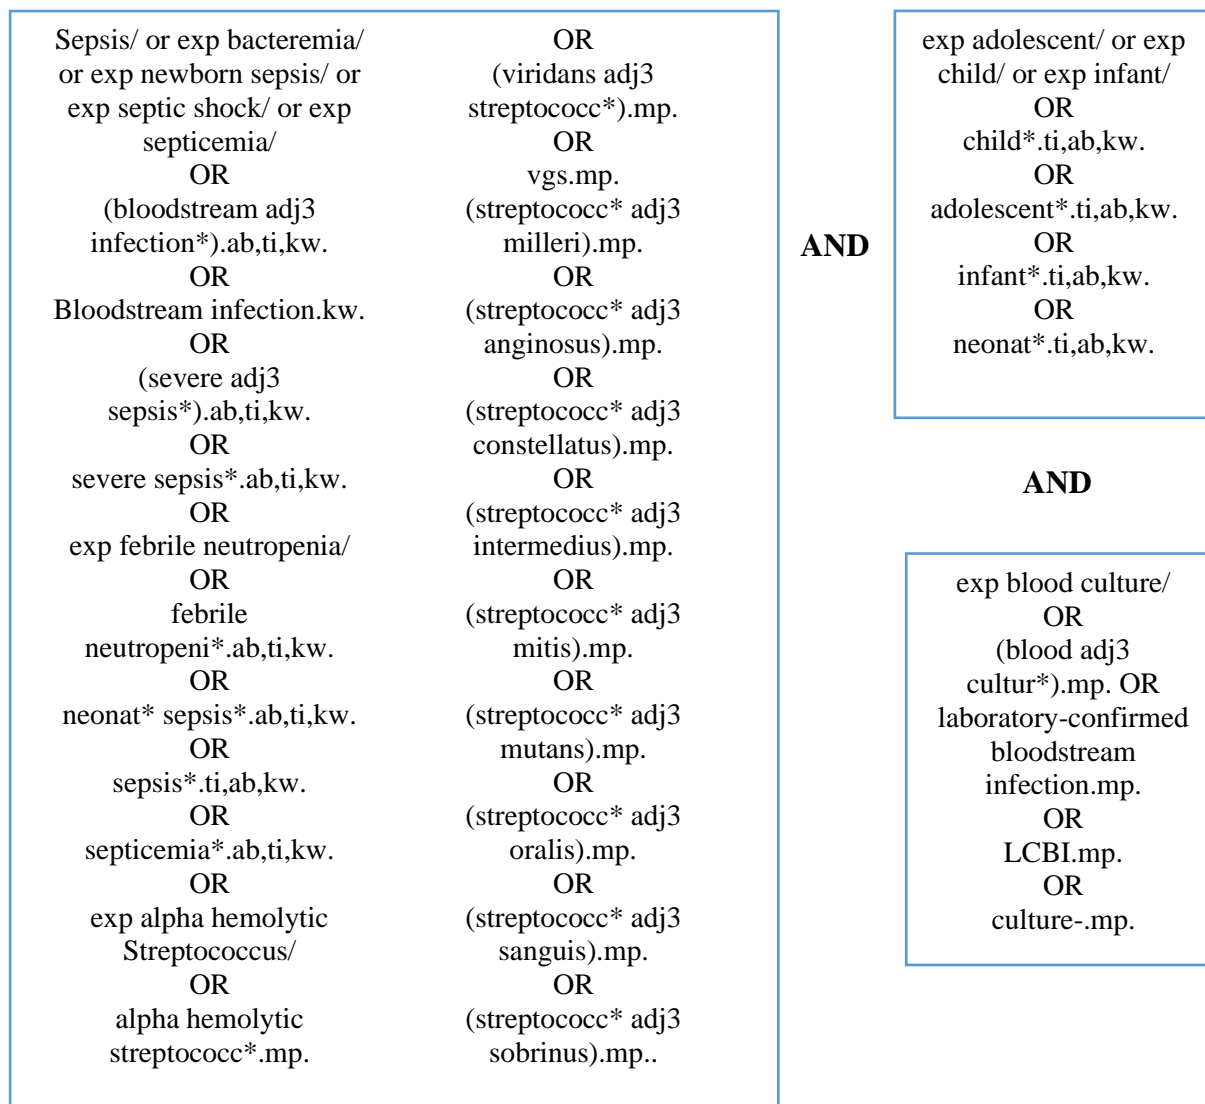 Sepsis/ or exp bacteremia/
or exp newborn sepsis/ or
exp septic shock/ or exp
septicemia/
OR
(bloodstream adj3
infection*).ab,ti,kw.
OR
Bloodstream infection.kw.
OR
(severe adj3
sepsis*).ab,ti,kw.
OR
severe sepsis*.ab,ti,kw.
OR
exp febrile neutropenia/
OR
febrile
neutropeni*.ab,ti,kw.
OR
neonat* sepsis*.ab,ti,kw.
OR
sepsis*.ti,ab,kw.
OR
septicemia*.ab,ti,kw.
OR
exp alpha hemolytic
Streptococcus/
OR
alpha hemolytic
streptococc*.mp.
OR
(viridans adj3
streptococc*).mp.
OR
vgs.mp.
(streptococc* adj3
milleri).mp.
OR
(streptococc* adj3
anginosus).mp.
OR
(streptococc* adj3
constellatus).mp.
OR
(streptococc* adj3
intermedius).mp.
OR
(streptococc* adj3
mitis).mp.
OR
(streptococc* adj3
mutans).mp.
OR
(streptococc* adj3
oralis).mp.
OR
(streptococc* adj3
sanguis).mp.
OR
(streptococc* adj3
sobrinus).mp..
AND
exp adolescent/ or exp
child/ or exp infant/
OR
child*.ti,ab,kw.
OR
adolescent*.ti,ab,kw.
OR
infant*.ti,ab,kw.
OR
neonat*.ti,ab,kw.
AND
exp blood culture/
OR
(blood adj3
cultur*).mp. OR
laboratory-confirmed
bloodstream
infection.mp.
OR
LCBI.mp.
OR
culture-.mp.